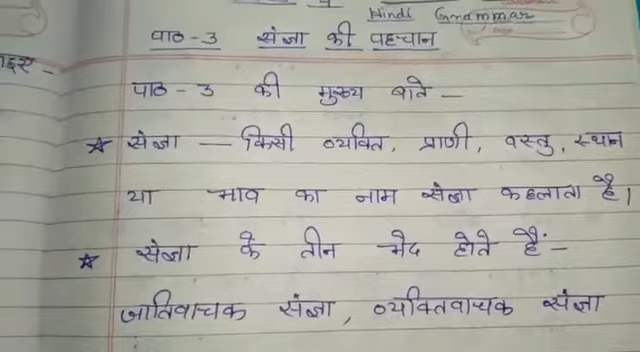 Hindi Grammar
पाठ - 3 संज्ञा की पहचान
पाठ - 3 की मुख्य बाते —
★ संज्ञा — किसी व्यक्ति, प्राणी, वस्तु, स्थान
या भाव का नाम संज्ञा कहलाता है।
★ संज्ञा के तीन भेद होते हैं -
जातिवाचक संज्ञा, व्यक्तिवाचक संज्ञा